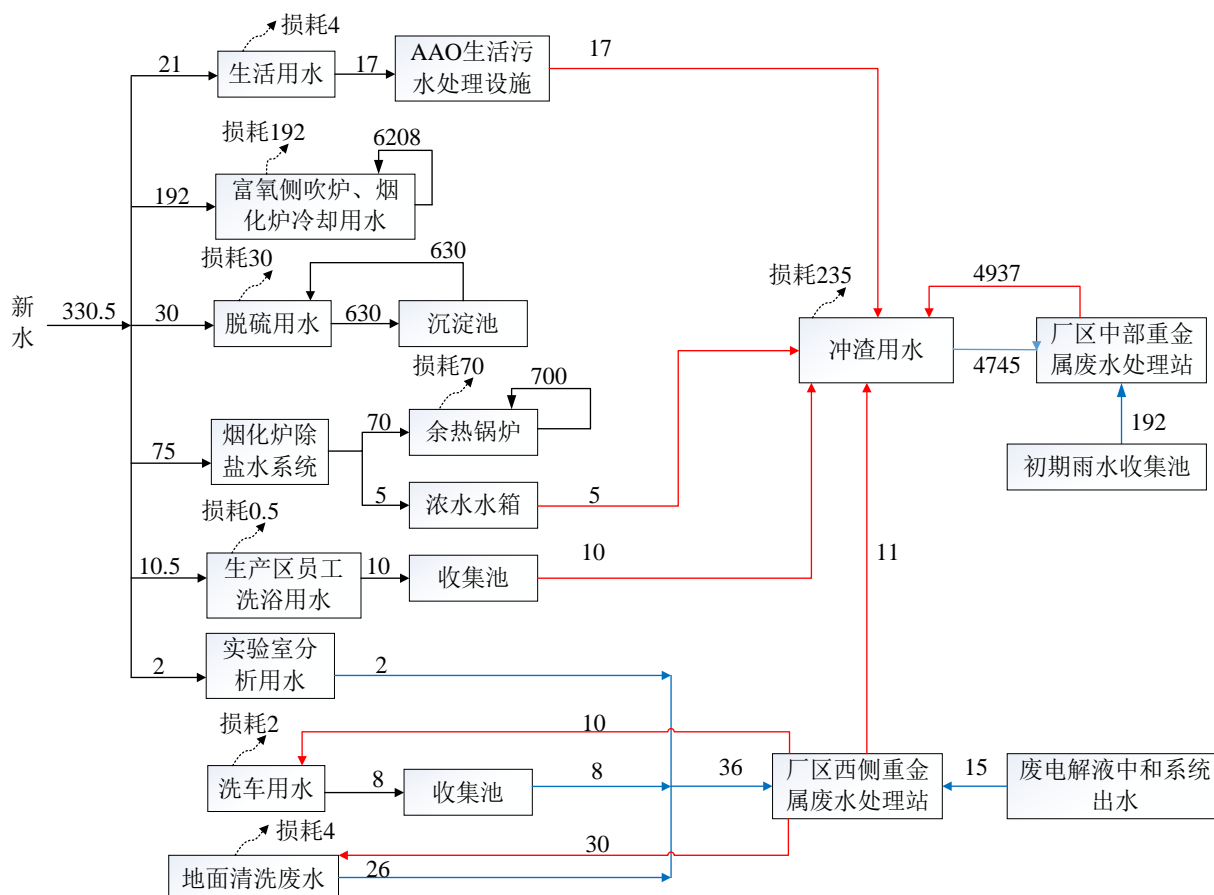 损耗4
21
生活用水
17
AAO生活污
水处理设施
17
损耗192
6208
192
富氧侧吹炉、烟
化炉冷却用水
损耗30
630
新
水
330.5
30
脱硫用水
630
沉淀池
损耗235
4937
冲渣用水
4745
厂区中部重金
属废水处理站
192
初期雨水收集池
损耗70
700
75
烟化炉除
盐水系统
70
余热锅炉
5
浓水水箱
5
损耗0.5
10.5
生产区员工
洗浴用水
10
收集池
10
11
2
实验室分
析用水
2
损耗2
10
洗车用水
8
收集池
8
36
厂区西侧重金
属废水处理站
15
废电解液中和系统
出水
损耗4
30
地面清洗废水
26